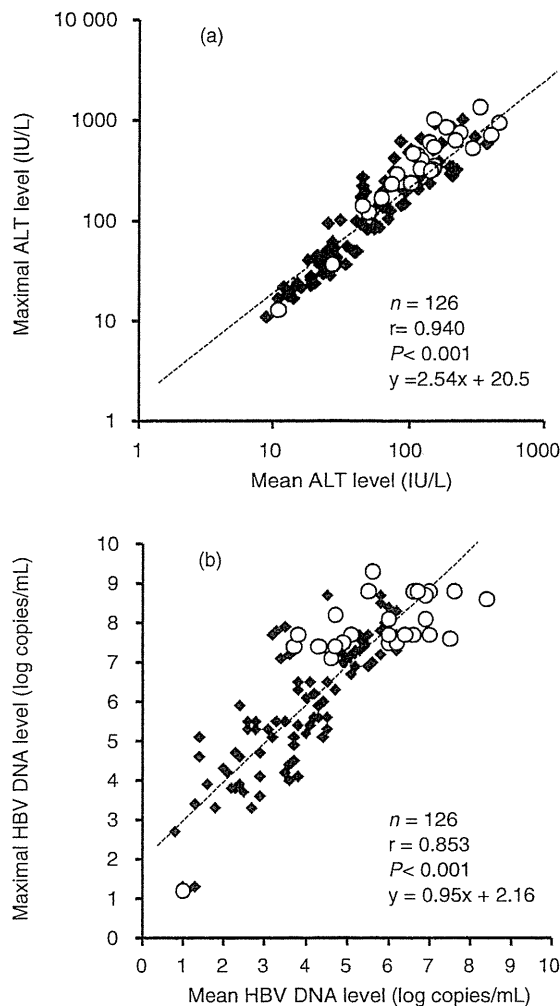 (a)
10 000
1000
100
10
1
Maximal ALT level (IU/L)
n = 126
r= 0.940
P< 0.001
y =2.54x + 20.5
1 10 100 1000
Mean ALT level (IU/L)
(b)
10
9
8
7
6
5
4
3
2
1
0
Maximal HBV DNA level (log copies/mL)
n = 126
r = 0.853
P< 0.001
y = 0.95x + 2.16
0 1 2 3 4 5 6 7 8 9 10
Mean HBV DNA level (log copies/mL)